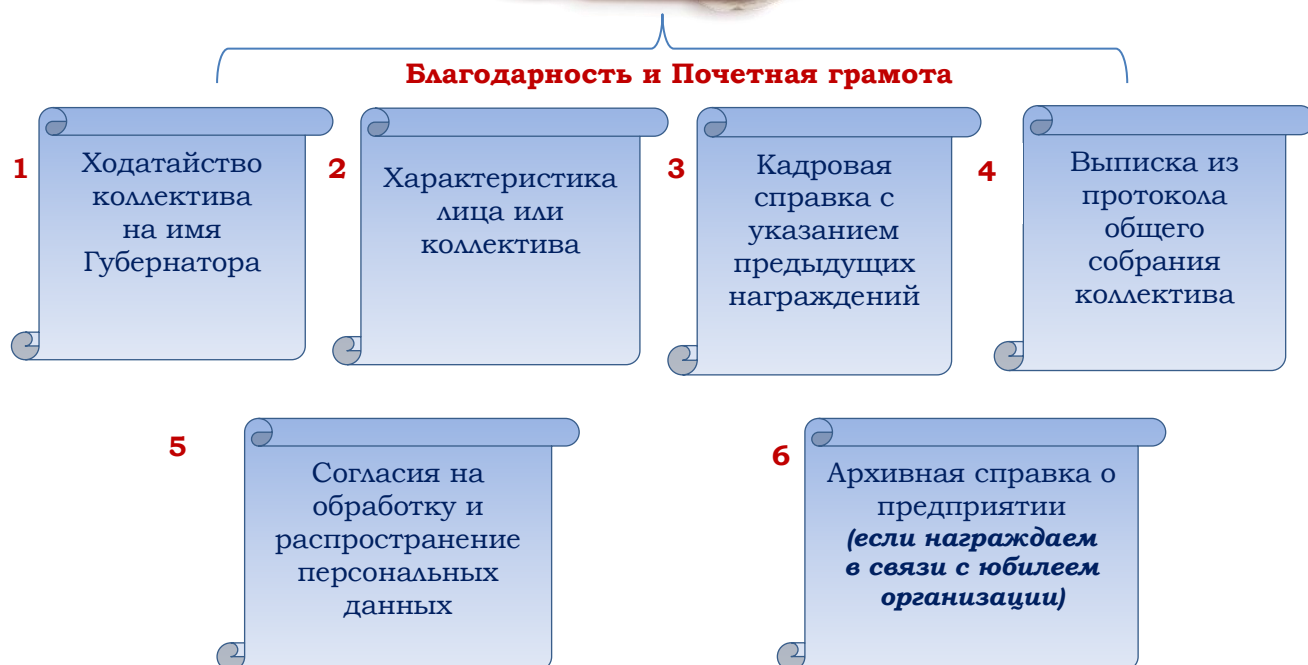 Благодарность и Почетная грамота
1
Ходатайство
коллектива
на имя
Губернатора
2
Характеристика
лица или
коллектива
3
Кадровая
справка с
указанием
предыдущих
награждений
4
Выписка из
протокола
общего
собрания
коллектива
5
Согласия на
обработку и
распространение
персональных
данных
6
Архивная справка о
предприятии
(если награждаем
в связи с юбилеем
организации)